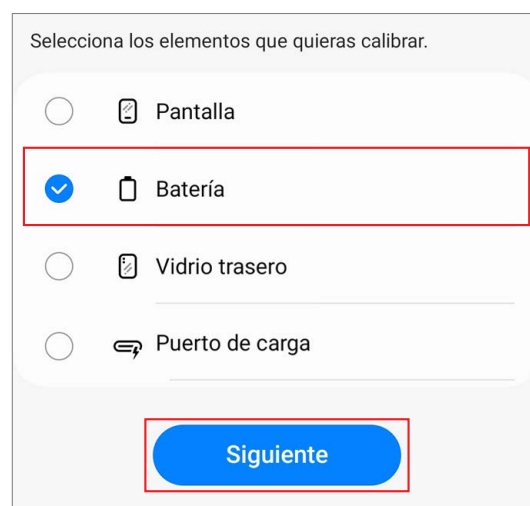 Selecciona los elementos que quieras calibrar.
Pantalla
Batería
Vidrio trasero
Puerto de carga
Siguiente